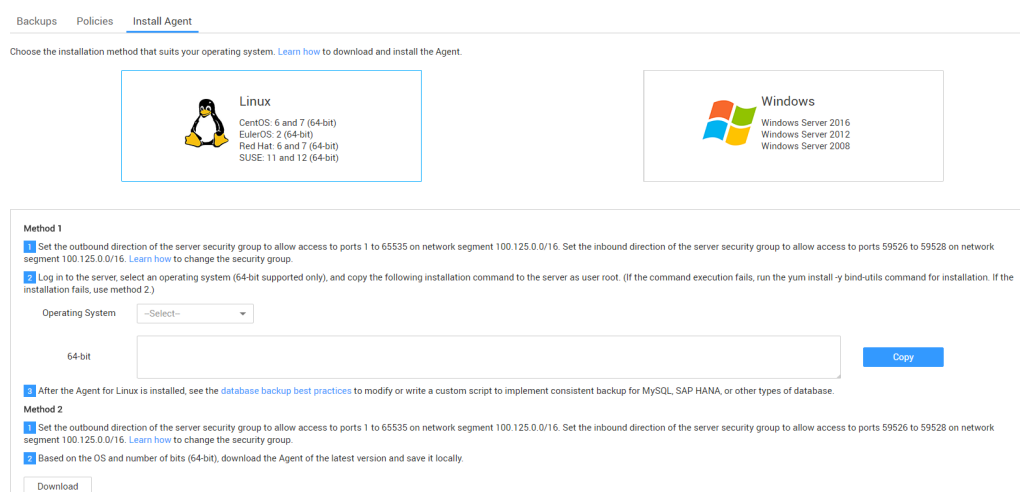 Backups Policies Install Agent
Choose the installation method that suits your operating system. Learn how to download and install the Agent.
Linux
CentOS: 6 and 7 (64-bit)
EulerOS: 2 (64-bit)
Red Hat: 6 and 7 (64-bit)
SUSE: 11 and 12 (64-bit)
Windows
Windows Server 2016
Windows Server 2012
Windows Server 2008
Method 1
1 Set the outbound direction of the server security group to allow access to ports 1 to 65535 on network segment 100.125.0.0/16. Set the inbound direction of the server security group to allow access to ports 59526 to 59528 on network
segment 100.125.0.0/16. Learn how to change the security group.
2 Log in to the server, select an operating system (64-bit supported only), and copy the following installation command to the server as user root. (If the command execution fails, run the yum install -y bind-utils command for installation. If the
installation fails, use method 2.)
Operating System --Select--
64-bit
Copy
3 After the Agent for Linux is installed, see the database backup best practices to modify or write a custom script to implement consistent backup for MySQL, SAP HANA, or other types of database.
Method 2
1 Set the outbound direction of the server security group to allow access to ports 1 to 65535 on network segment 100.125.0.0/16. Set the inbound direction of the server security group to allow access to ports 59526 to 59528 on network
segment 100.125.0.0/16. Learn how to change the security group.
2 Based on the OS and number of bits (64-bit), download the Agent of the latest version and save it locally.
Download